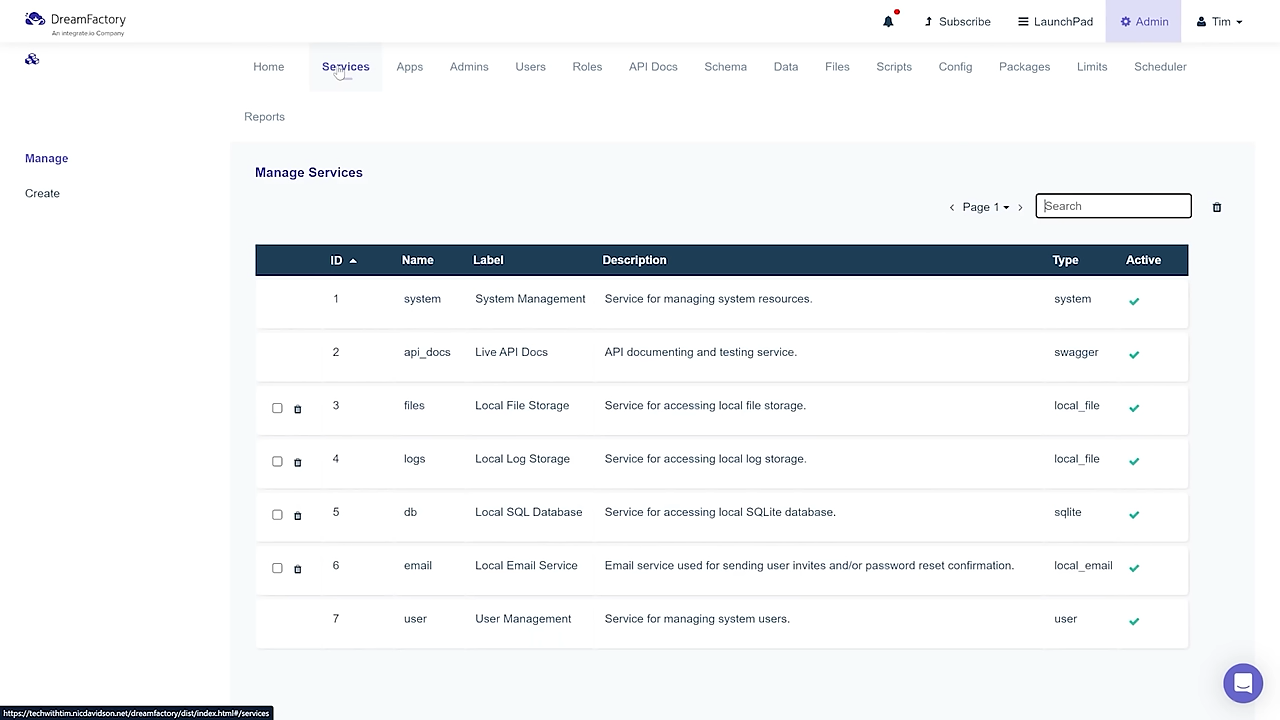 DreamFactory
An integrate.io Company
Subscribe
LaunchPad
Admin
Tim
Home
Services
Apps
Admins
Users
Roles
API Docs
Schema
Data
Files
Scripts
Config
Packages
Limits
Scheduler
Reports
Manage
Create
Manage Services
Page 1
Search
ID Name Label Description Type Active
1 system System Management Service for managing system resources. system
2 api_docs Live API Docs API documenting and testing service. swagger
3 files Local File Storage Service for accessing local file storage. local_file
4 logs Local Log Storage Service for accessing local log storage. local_file
5 db Local SQL Database Service for accessing local SQLite database. sqlite
6 email Local Email Service Email service used for sending user invites and/or password reset confirmation. local_email
7 user User Management Service for managing system users. user
https://techwithtim.nicdavidson.net/dreamfactory/dist/index.html#/services